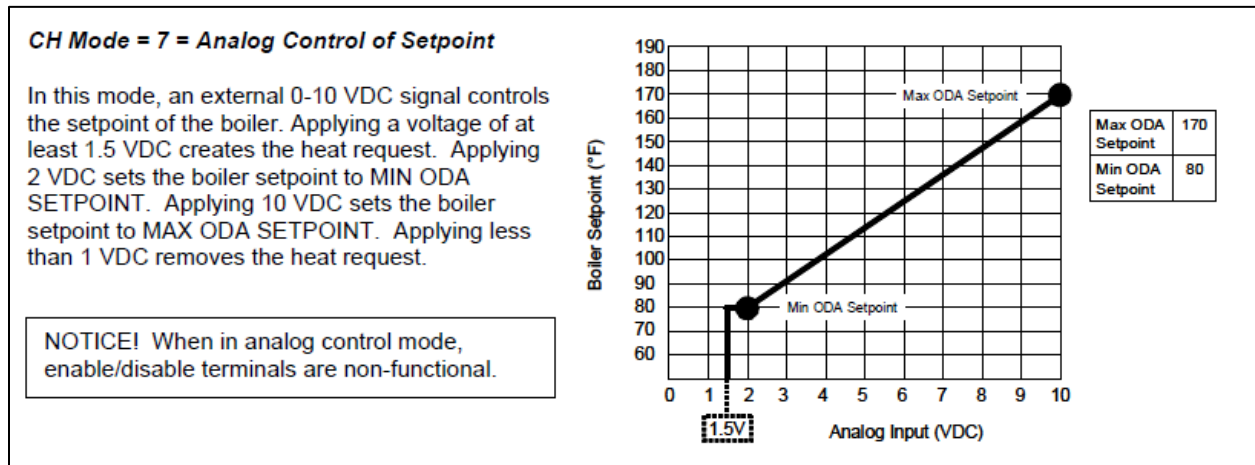 CH Mode = 7 = Analog Control of Setpoint
In this mode, an external 0-10 VDC signal controls
the setpoint of the boiler. Applying a voltage of at
least 1.5 VDC creates the heat request.  Applying
2 VDC sets the boiler setpoint to MIN ODA
SETPOINT.  Applying 10 VDC sets the boiler
setpoint to MAX ODA SETPOINT.  Applying less
than 1 VDC removes the heat request.
NOTICE!  When in analog control mode,
enable/disable terminals are non-functional.
Boiler Setpoint (°F)
190
180
170
160
150
140
130
120
110
100
90
80
70
60
Max ODA Setpoint
Min ODA Setpoint
0 1 2 3 4 5 6 7 8 9 10
1.5V
Analog Input (VDC)
Max ODA 170
Setpoint
Min ODA 80
Setpoint